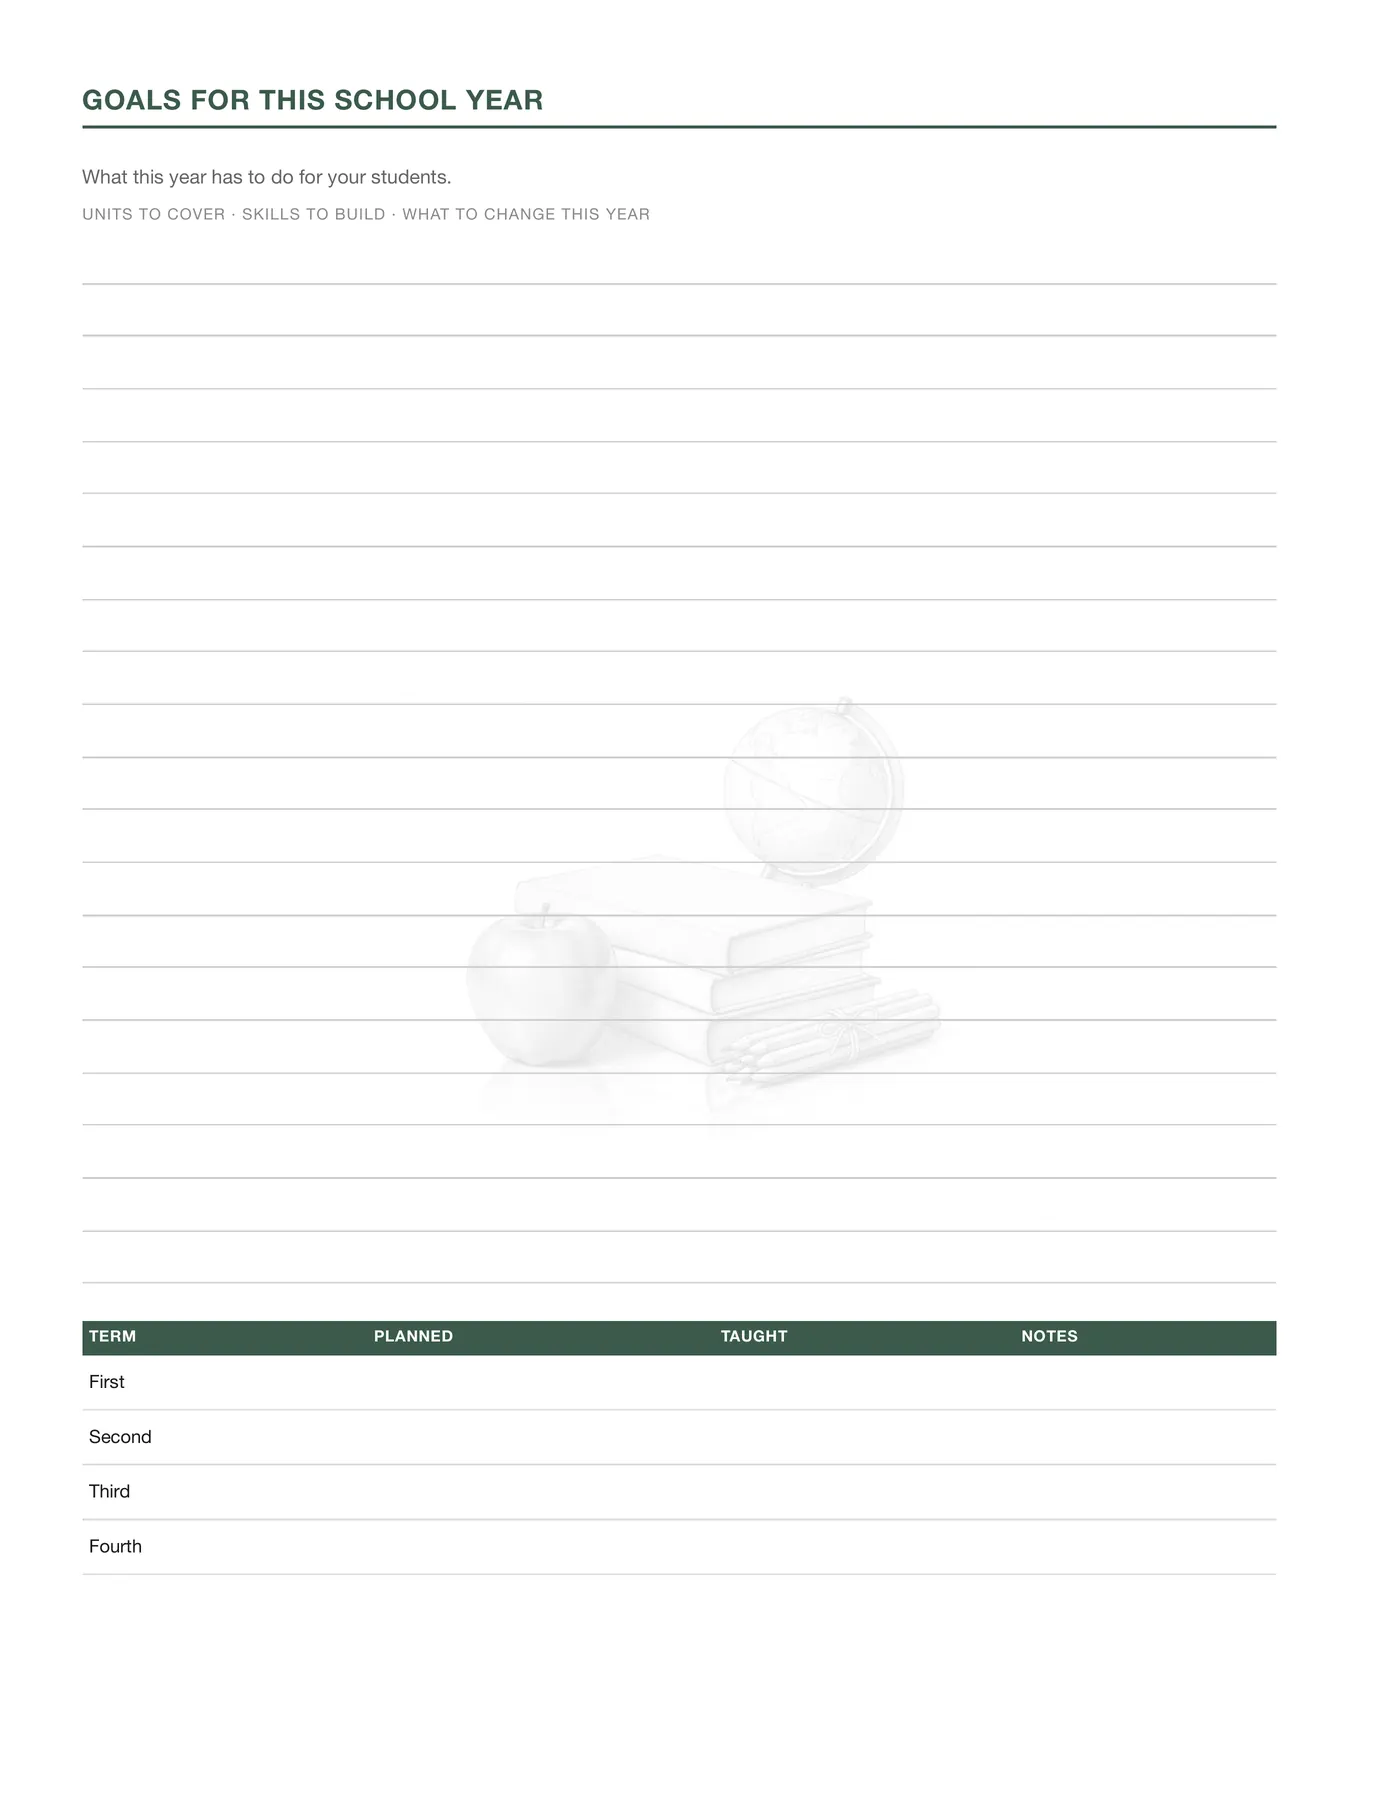 GOALS FOR THIS SCHOOL YEAR
What this year has to do for your students.
UNITS TO COVER · SKILLS TO BUILD · WHAT TO CHANGE THIS YEAR
TERM PLANNED TAUGHT NOTES
First
Second
Third
Fourth